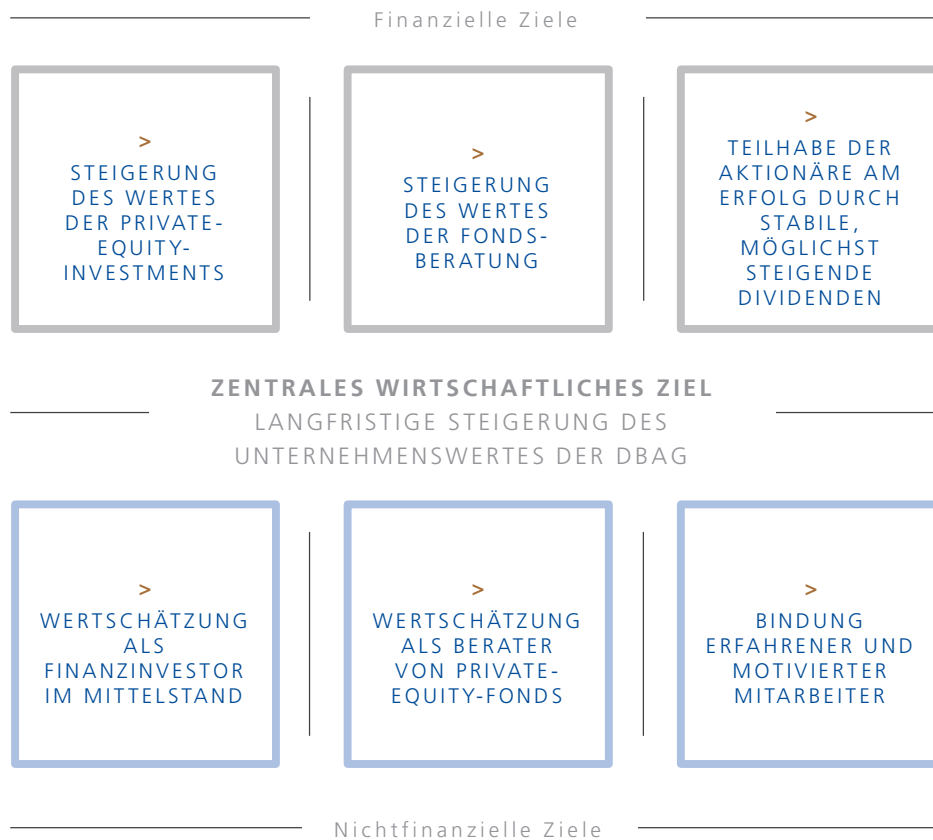 Finanzielle Ziele
>
STEIGERUNG
DES WERTES
DER PRIVATE-
EQUITY-
INVESTMENTS
>
STEIGERUNG
DES WERTES
DER FONDS-
BERATUNG
>
TEILHABE DER
AKTIONÄRE AM
ERFOLG DURCH
STABILE,
MÖGLICHST
STEIGENDE
DIVIDENDEN
ZENTRALES WIRTSCHAFTLICHES ZIEL
LANGFRISTIGE STEIGERUNG DES
UNTERNEHMENSWERTES DER DBAG
>
WERTSCHÄTZUNG
ALS
FINANZINVESTOR
IM MITTELSTAND
>
WERTSCHÄTZUNG
ALS BERATER
VON PRIVATE-
EQUITY-FONDS
>
BINDUNG
ERFAHRENER UND
MOTIVIERTER
MITARBEITER
Nichtfinanzielle Ziele